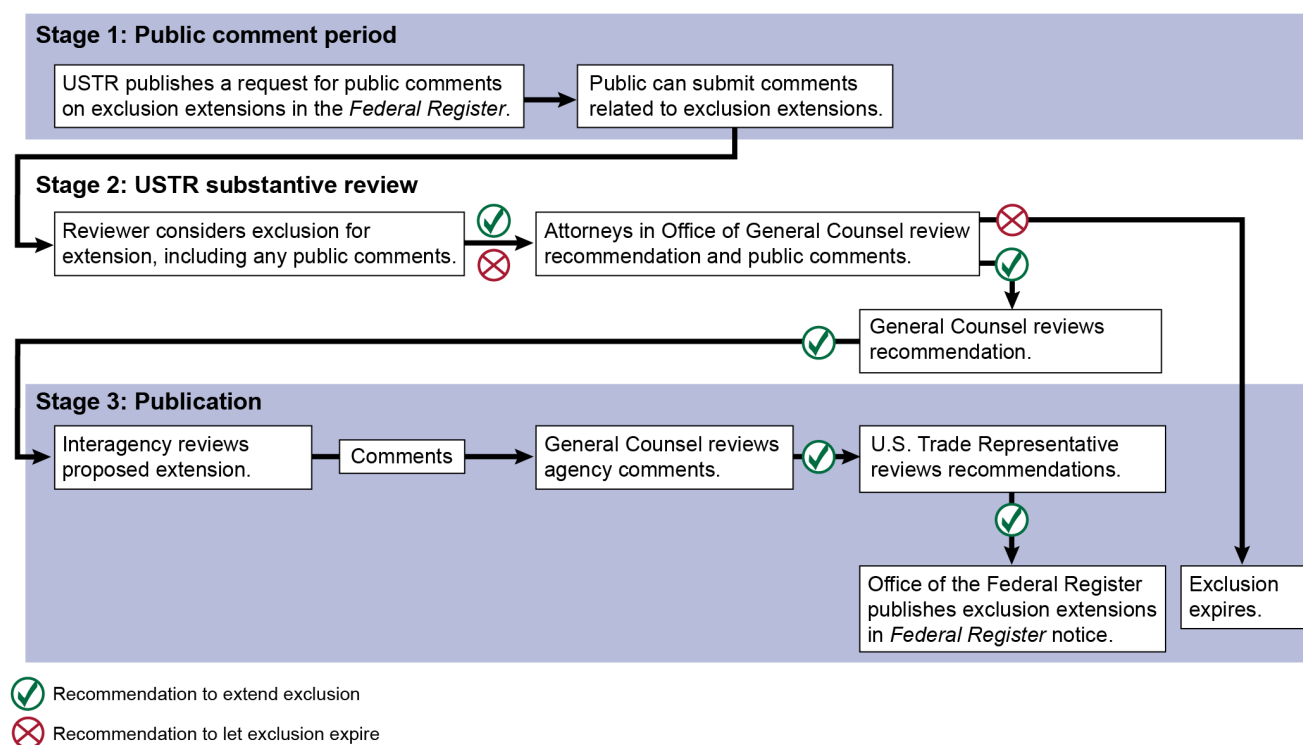 Stage 1: Public comment period
USTR publishes a request for public comments
on exclusion extensions in the Federal Register.
Public can submit comments
related to exclusion extensions.
Stage 2: USTR substantive review
Reviewer considers exclusion for
extension, including any public comments.
Attorneys in Office of General Counsel review
recommendation and public comments.
General Counsel reviews
recommendation.
Stage 3: Publication
Interagency reviews
proposed extension.
Comments
General Counsel reviews
agency comments.
U.S. Trade Representative
reviews recommendations.
Office of the Federal Register
publishes exclusion extensions
in Federal Register notice.
Exclusion
expires.
Recommendation to extend exclusion
Recommendation to let exclusion expire